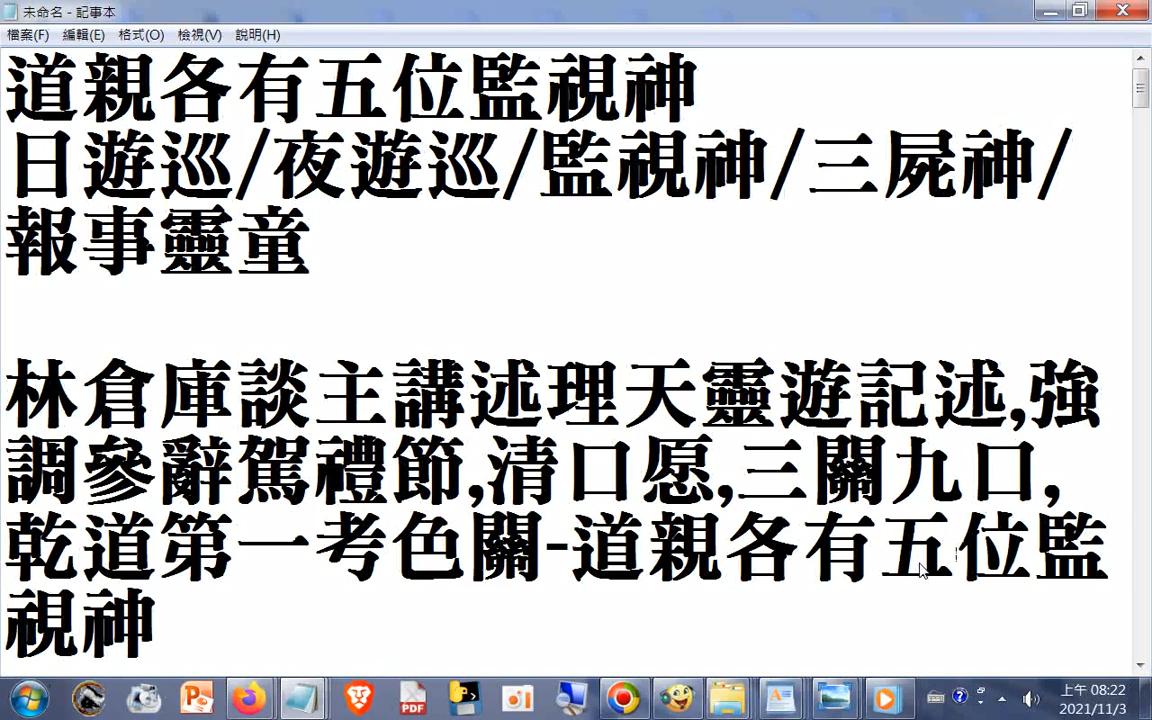 未命名 - 記事本
檔案(F) 編輯(E) 格式(O) 檢視(V) 說明(H)
道親各有五位監視神
日遊巡/夜遊巡/監視神/三屍神/
報事靈童
林倉庫談主講述理天靈遊記述,強
調參辭駕禮節,清口愿,三關九口,
乾道第一考色關-道親各有五位監
視神
PDF
上午 08:22
2021/11/3